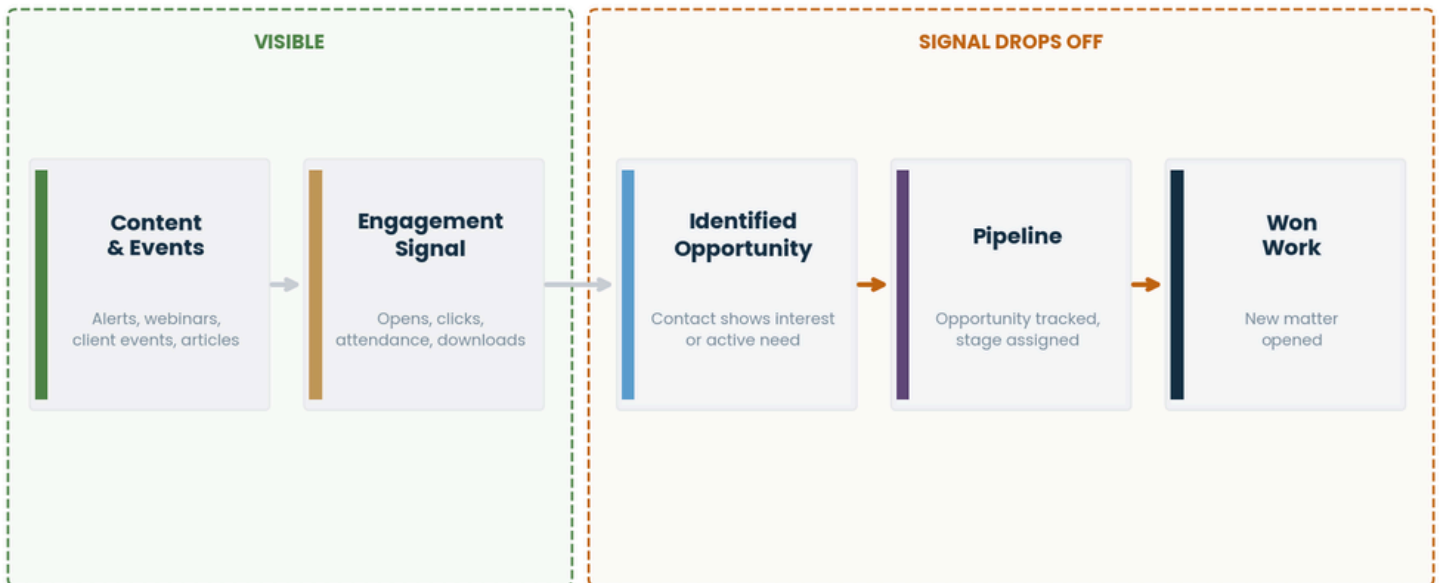 VISIBLE
SIGNAL DROPS OFF
Content
& Events
Alerts, webinars,
client events, articles
Engagement
Signal
Opens, clicks,
attendance, downloads
Identified
Opportunity
Contact shows interest
or active need
Pipeline
Opportunity tracked,
stage assigned
Won
Work
New matter
opened